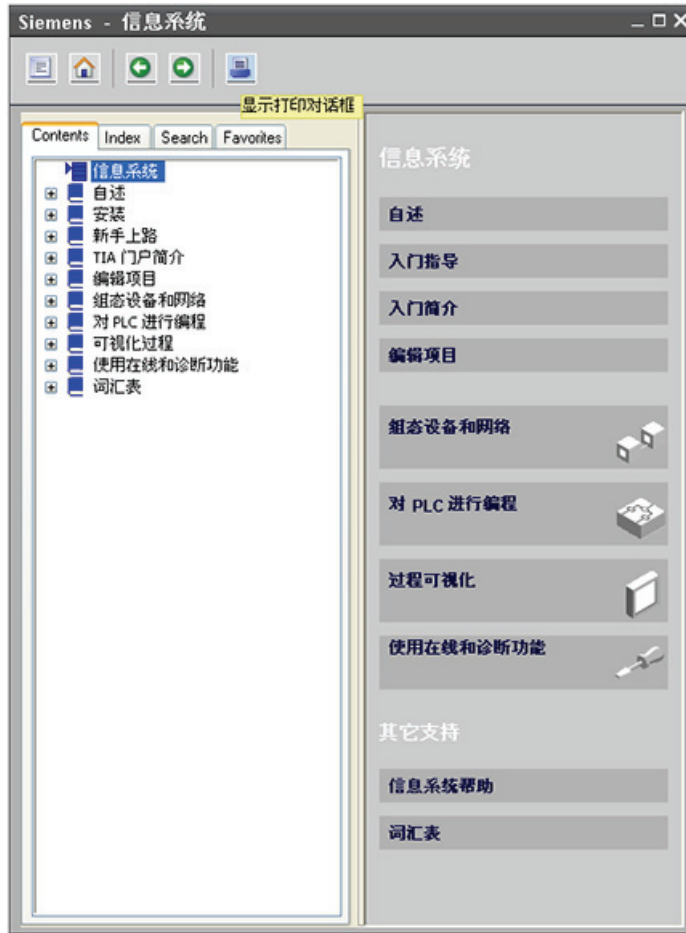 Siemens - 信息系统
显示打印对话框
Contents Index Search Favorites
信息系统
自述
安装
新手上路
TIA 门户简介
编辑项目
组态设备和网络
对 PLC 进行编程
可视化过程
使用在线和诊断功能
词汇表
信息系统
自述
入门指导
入门简介
编辑项目
组态设备和网络
对 PLC 进行编程
过程可视化
使用在线和诊断功能
其它支持
信息系统帮助
词汇表